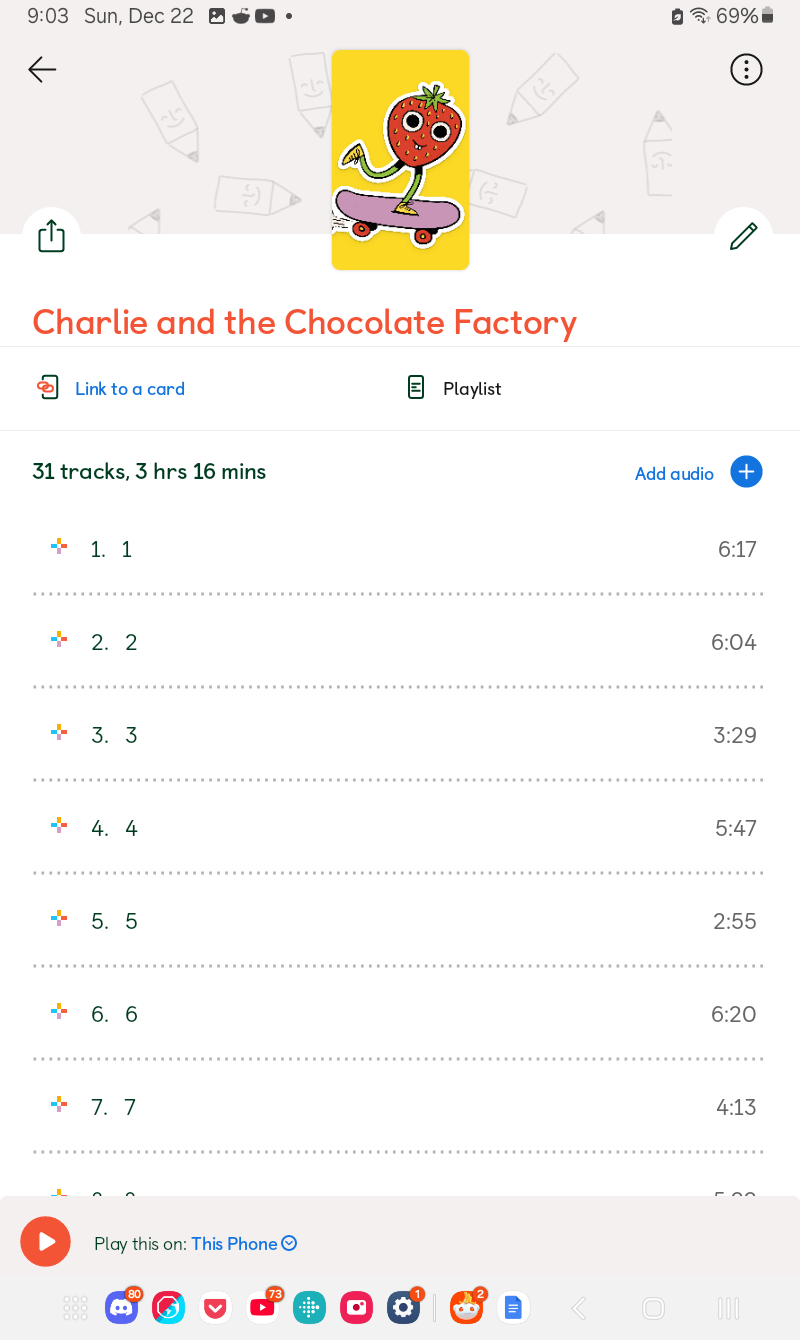 9:03 Sun, Dec 22
69%
Charlie and the Chocolate Factory
Link to a card
Playlist
31 tracks, 3 hrs 16 mins
Add audio
1. 1 6:17
2. 2 6:04
3. 3 3:29
4. 4 5:47
5. 5 2:55
6. 6 6:20
7. 7 4:13
Play this on: This Phone
80
73
1
2